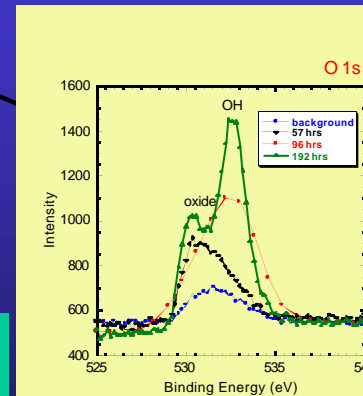 O 1s
1600
1400
1200
1000
800
600
400
Intensity
OH
oxide
background
57 hrs
96 hrs
192 hrs
525
530
535
54
Binding Energy (eV)